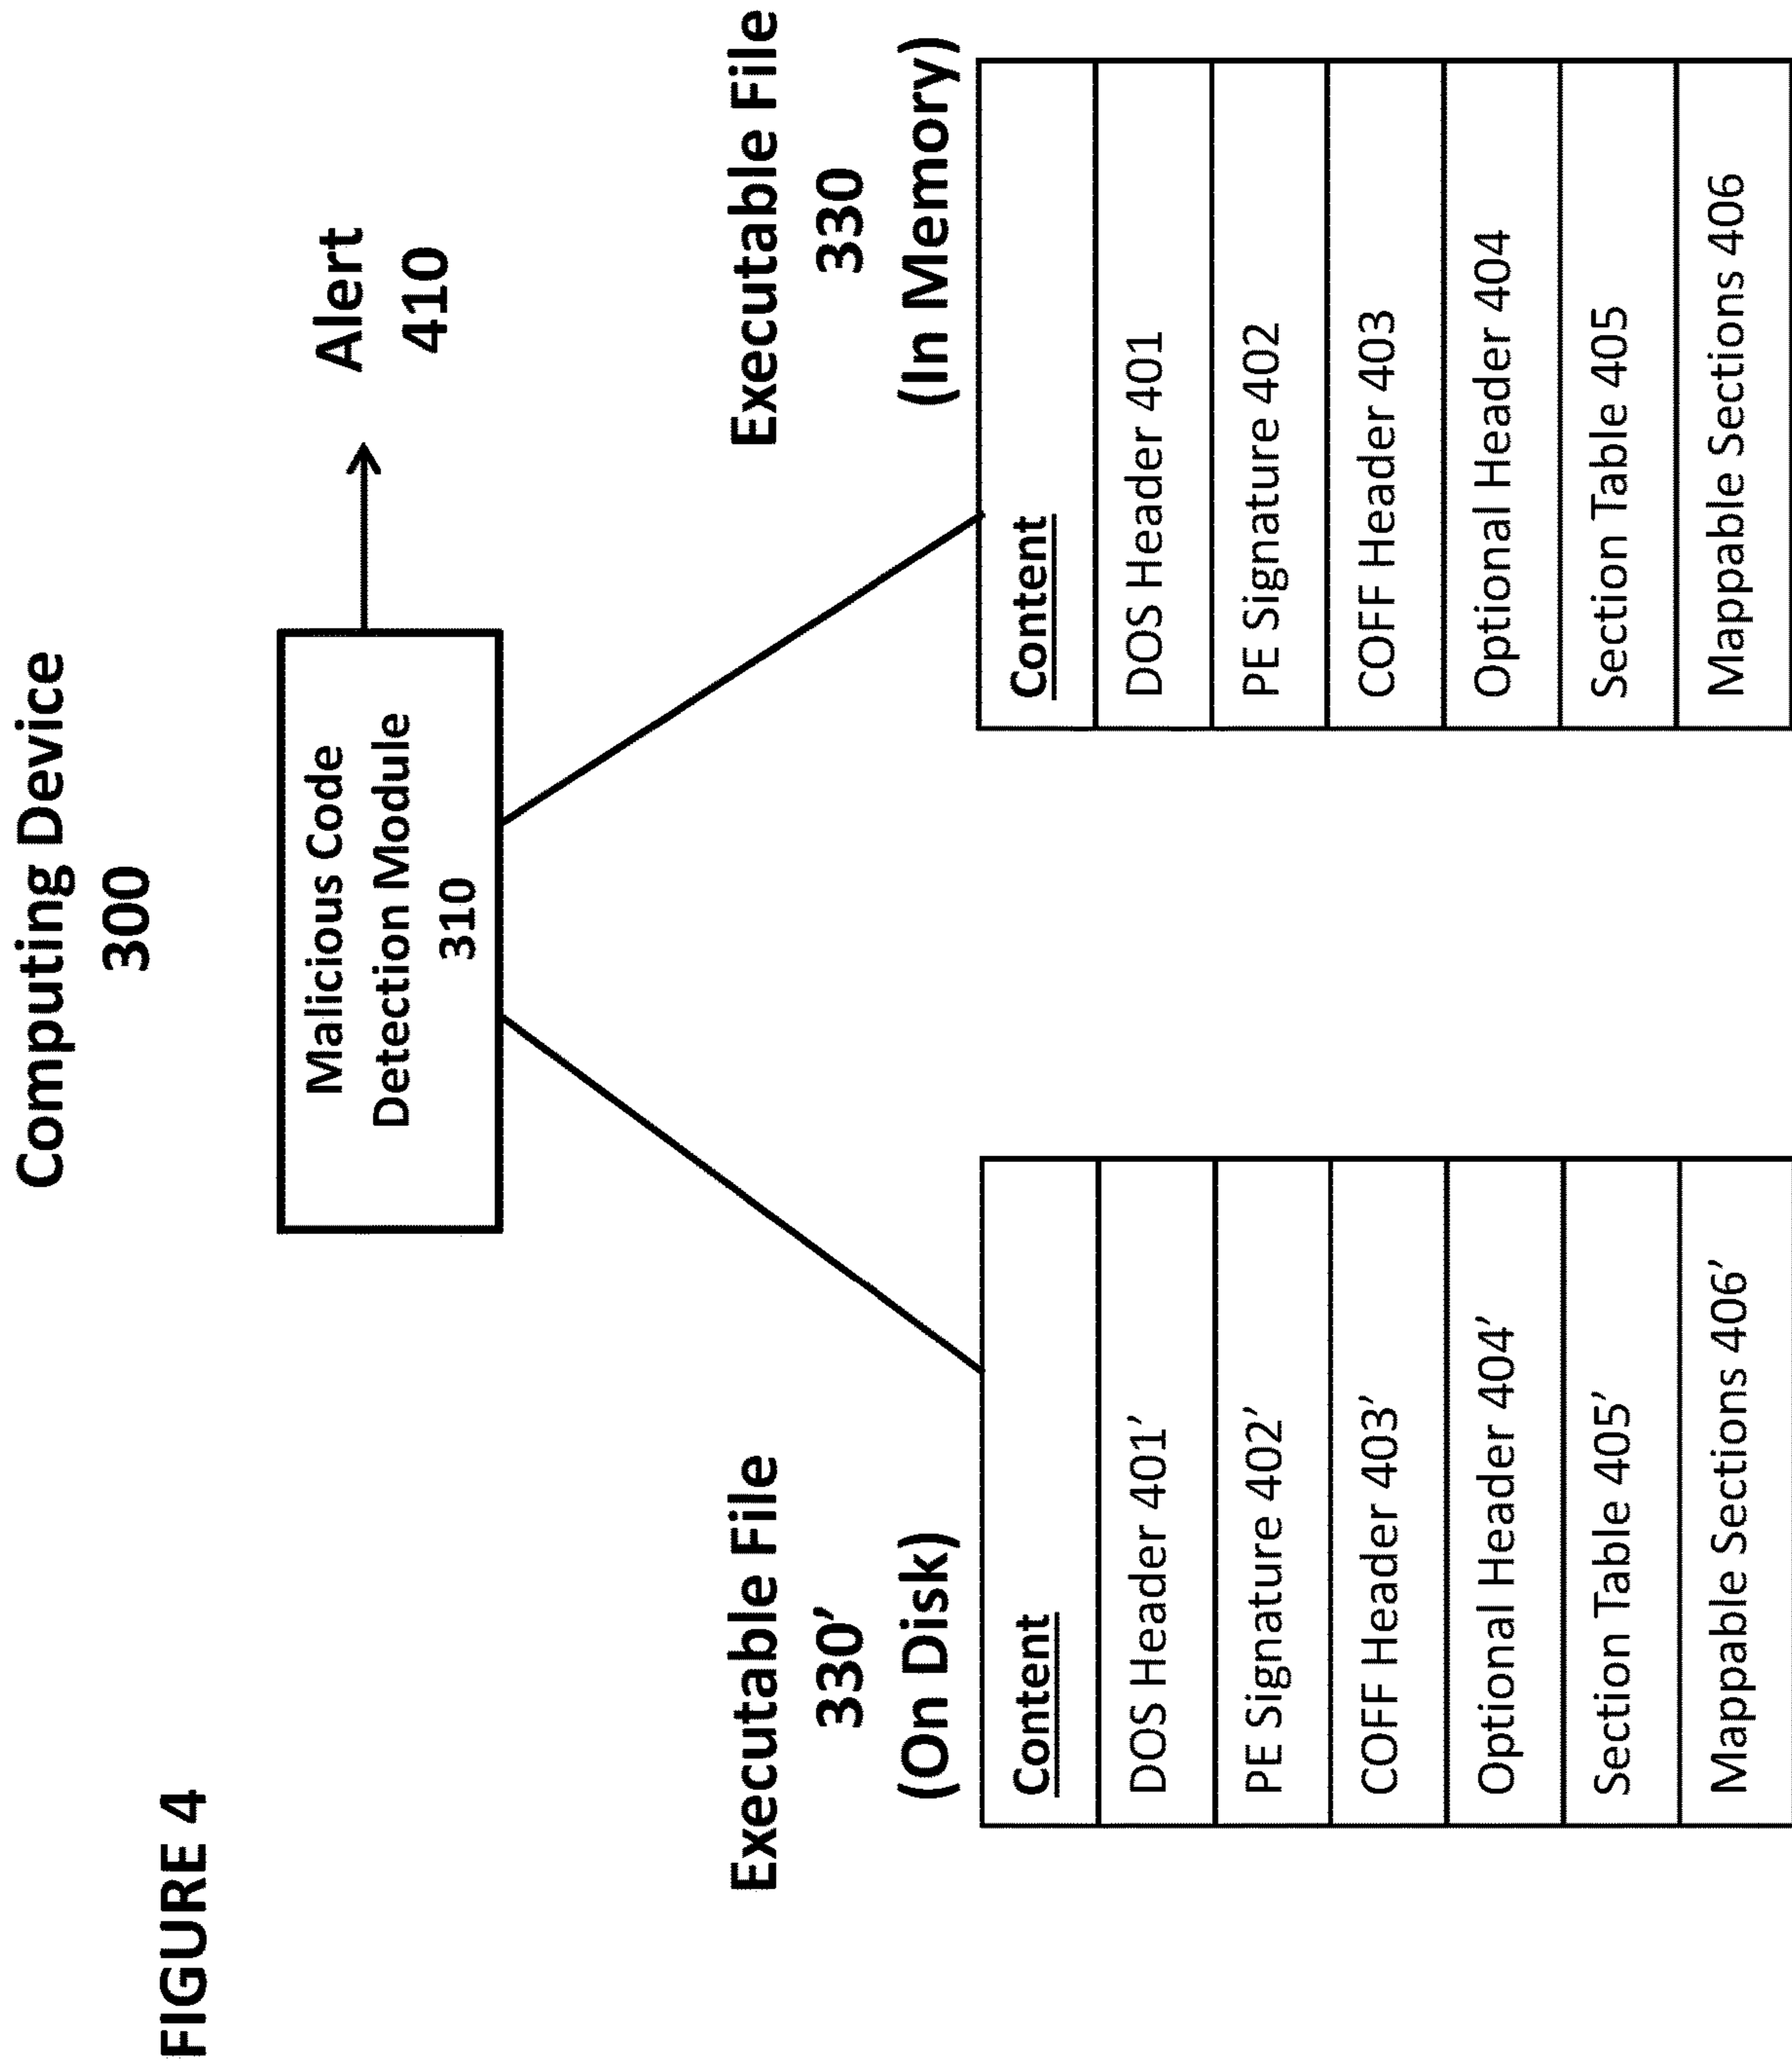 FIGURE 4
Computing Device
300
Malicious Code
Detection Module
310
Alert
410
Executable File
330’
(On Disk)
Content
DOS Header 401’
PE Signature 402’
COFF Header 403’
Optional Header 404’
Section Table 405’
Mappable Sections 406’
Executable File
330
(In Memory)
Content
DOS Header 401
PE Signature 402
COFF Header 403
Optional Header 404
Section Table 405
Mappable Sections 406